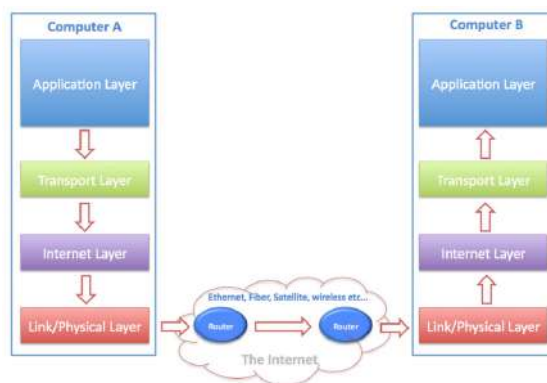 Computer A
Application Layer
Transport Layer
Internet Layer
Link/Physical Layer
Ethernet, Fiber, Satellite, wireless etc...
Router
Router
The Internet
Computer B
Application Layer
Transport Layer
Internet Layer
Link/Physical Layer